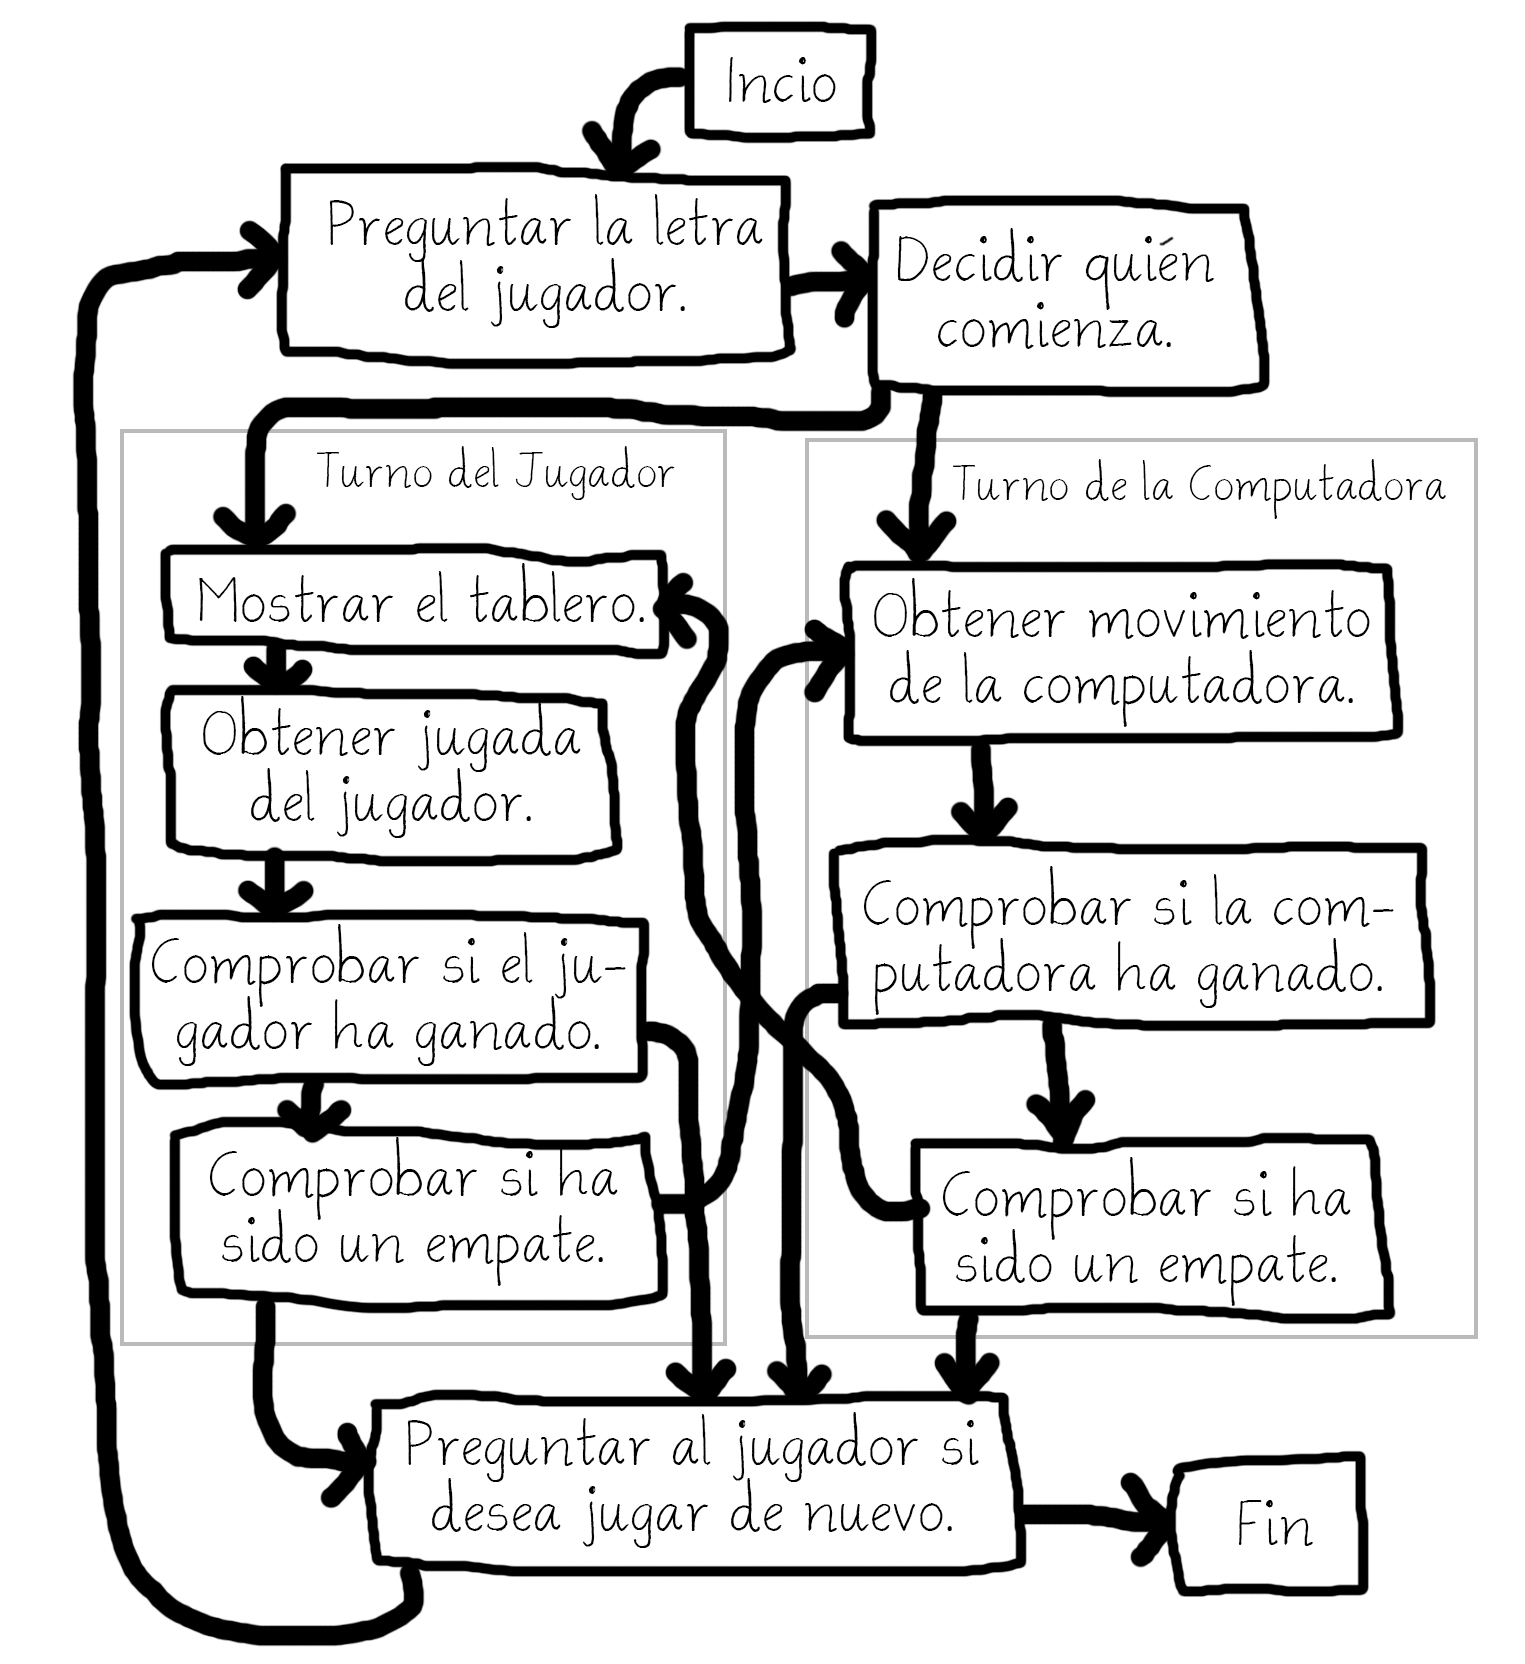 Incio
Preguntar la letra
del jugador.
Decidir quién
comienza.
Turno del Jugador
Mostrar el tablero.
Obtener jugada
del jugador.
Comprobar si el ju-
gador ha ganado.
Comprobar si ha
sido un empate.
Turno de la Computadora
Obtener movimiento
de la computadora.
Comprobar si la com-
putadora ha ganado.
Comprobar si ha
sido un empate.
Preguntar al jugador si
desea jugar de nuevo.
Fin